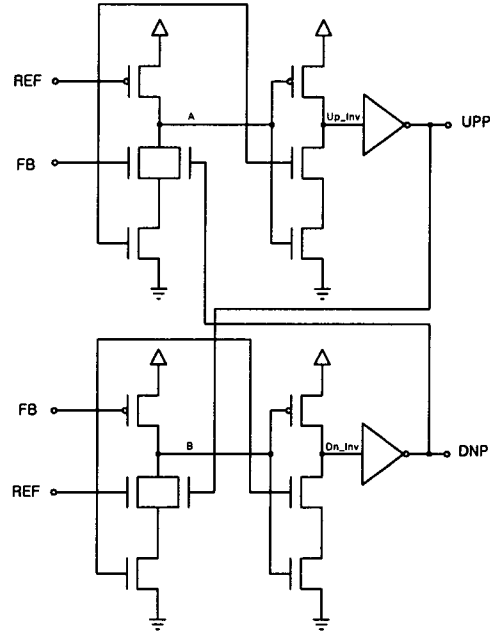 REF
A
Up_Inv
UPP
FB
FB
B
Dn_Inv
DNP
REF